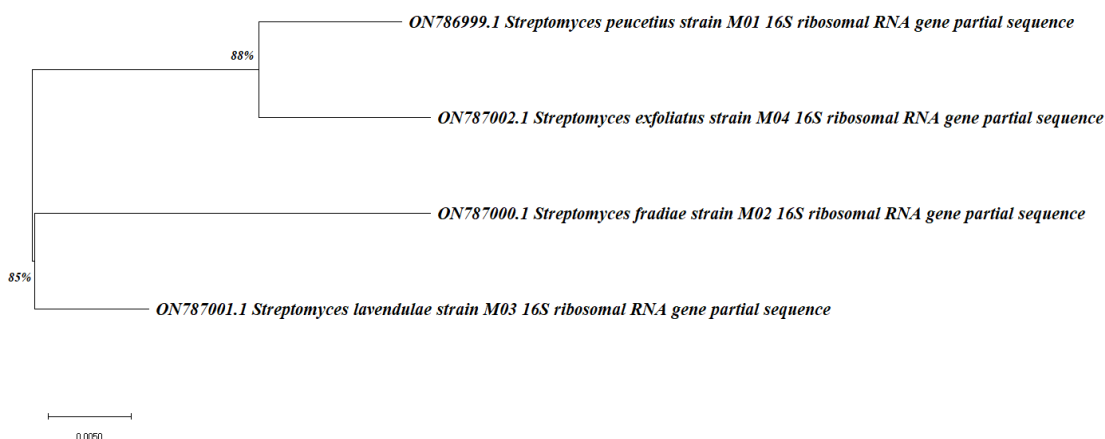 ON786999.1 Streptomyces peucetius strain M01 16S ribosomal RNA gene partial sequence
88%
ON787002.1 Streptomyces exfoliatus strain M04 16S ribosomal RNA gene partial sequence
ON787000.1 Streptomyces fradiae strain M02 16S ribosomal RNA gene partial sequence
85%
ON787001.1 Streptomyces lavendulae strain M03 16S ribosomal RNA gene partial sequence
0.0050